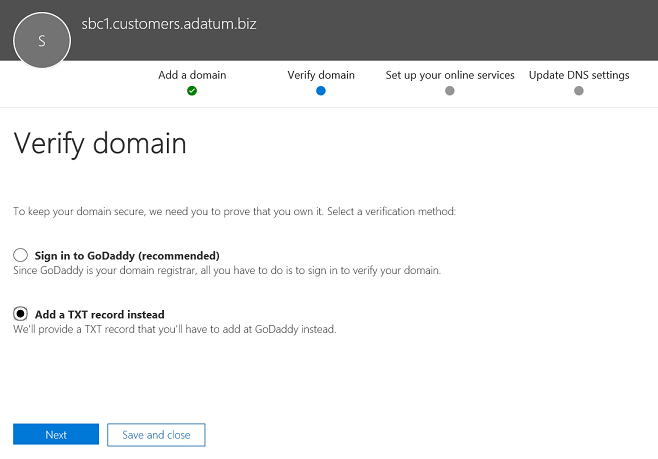 S
sbc1.customers.adatum.biz
Add a domain
Verify domain
Set up your online services
Update DNS settings
Verify domain
To keep your domain secure, we need you to prove that you own it. Select a verification method:
Sign in to GoDaddy (recommended)
Since GoDaddy is your domain registrar, all you have to do is to sign in to verify your domain.
Add a TXT record instead
We'll provide a TXT record that you'll have to add at GoDaddy instead.
Next
Save and close